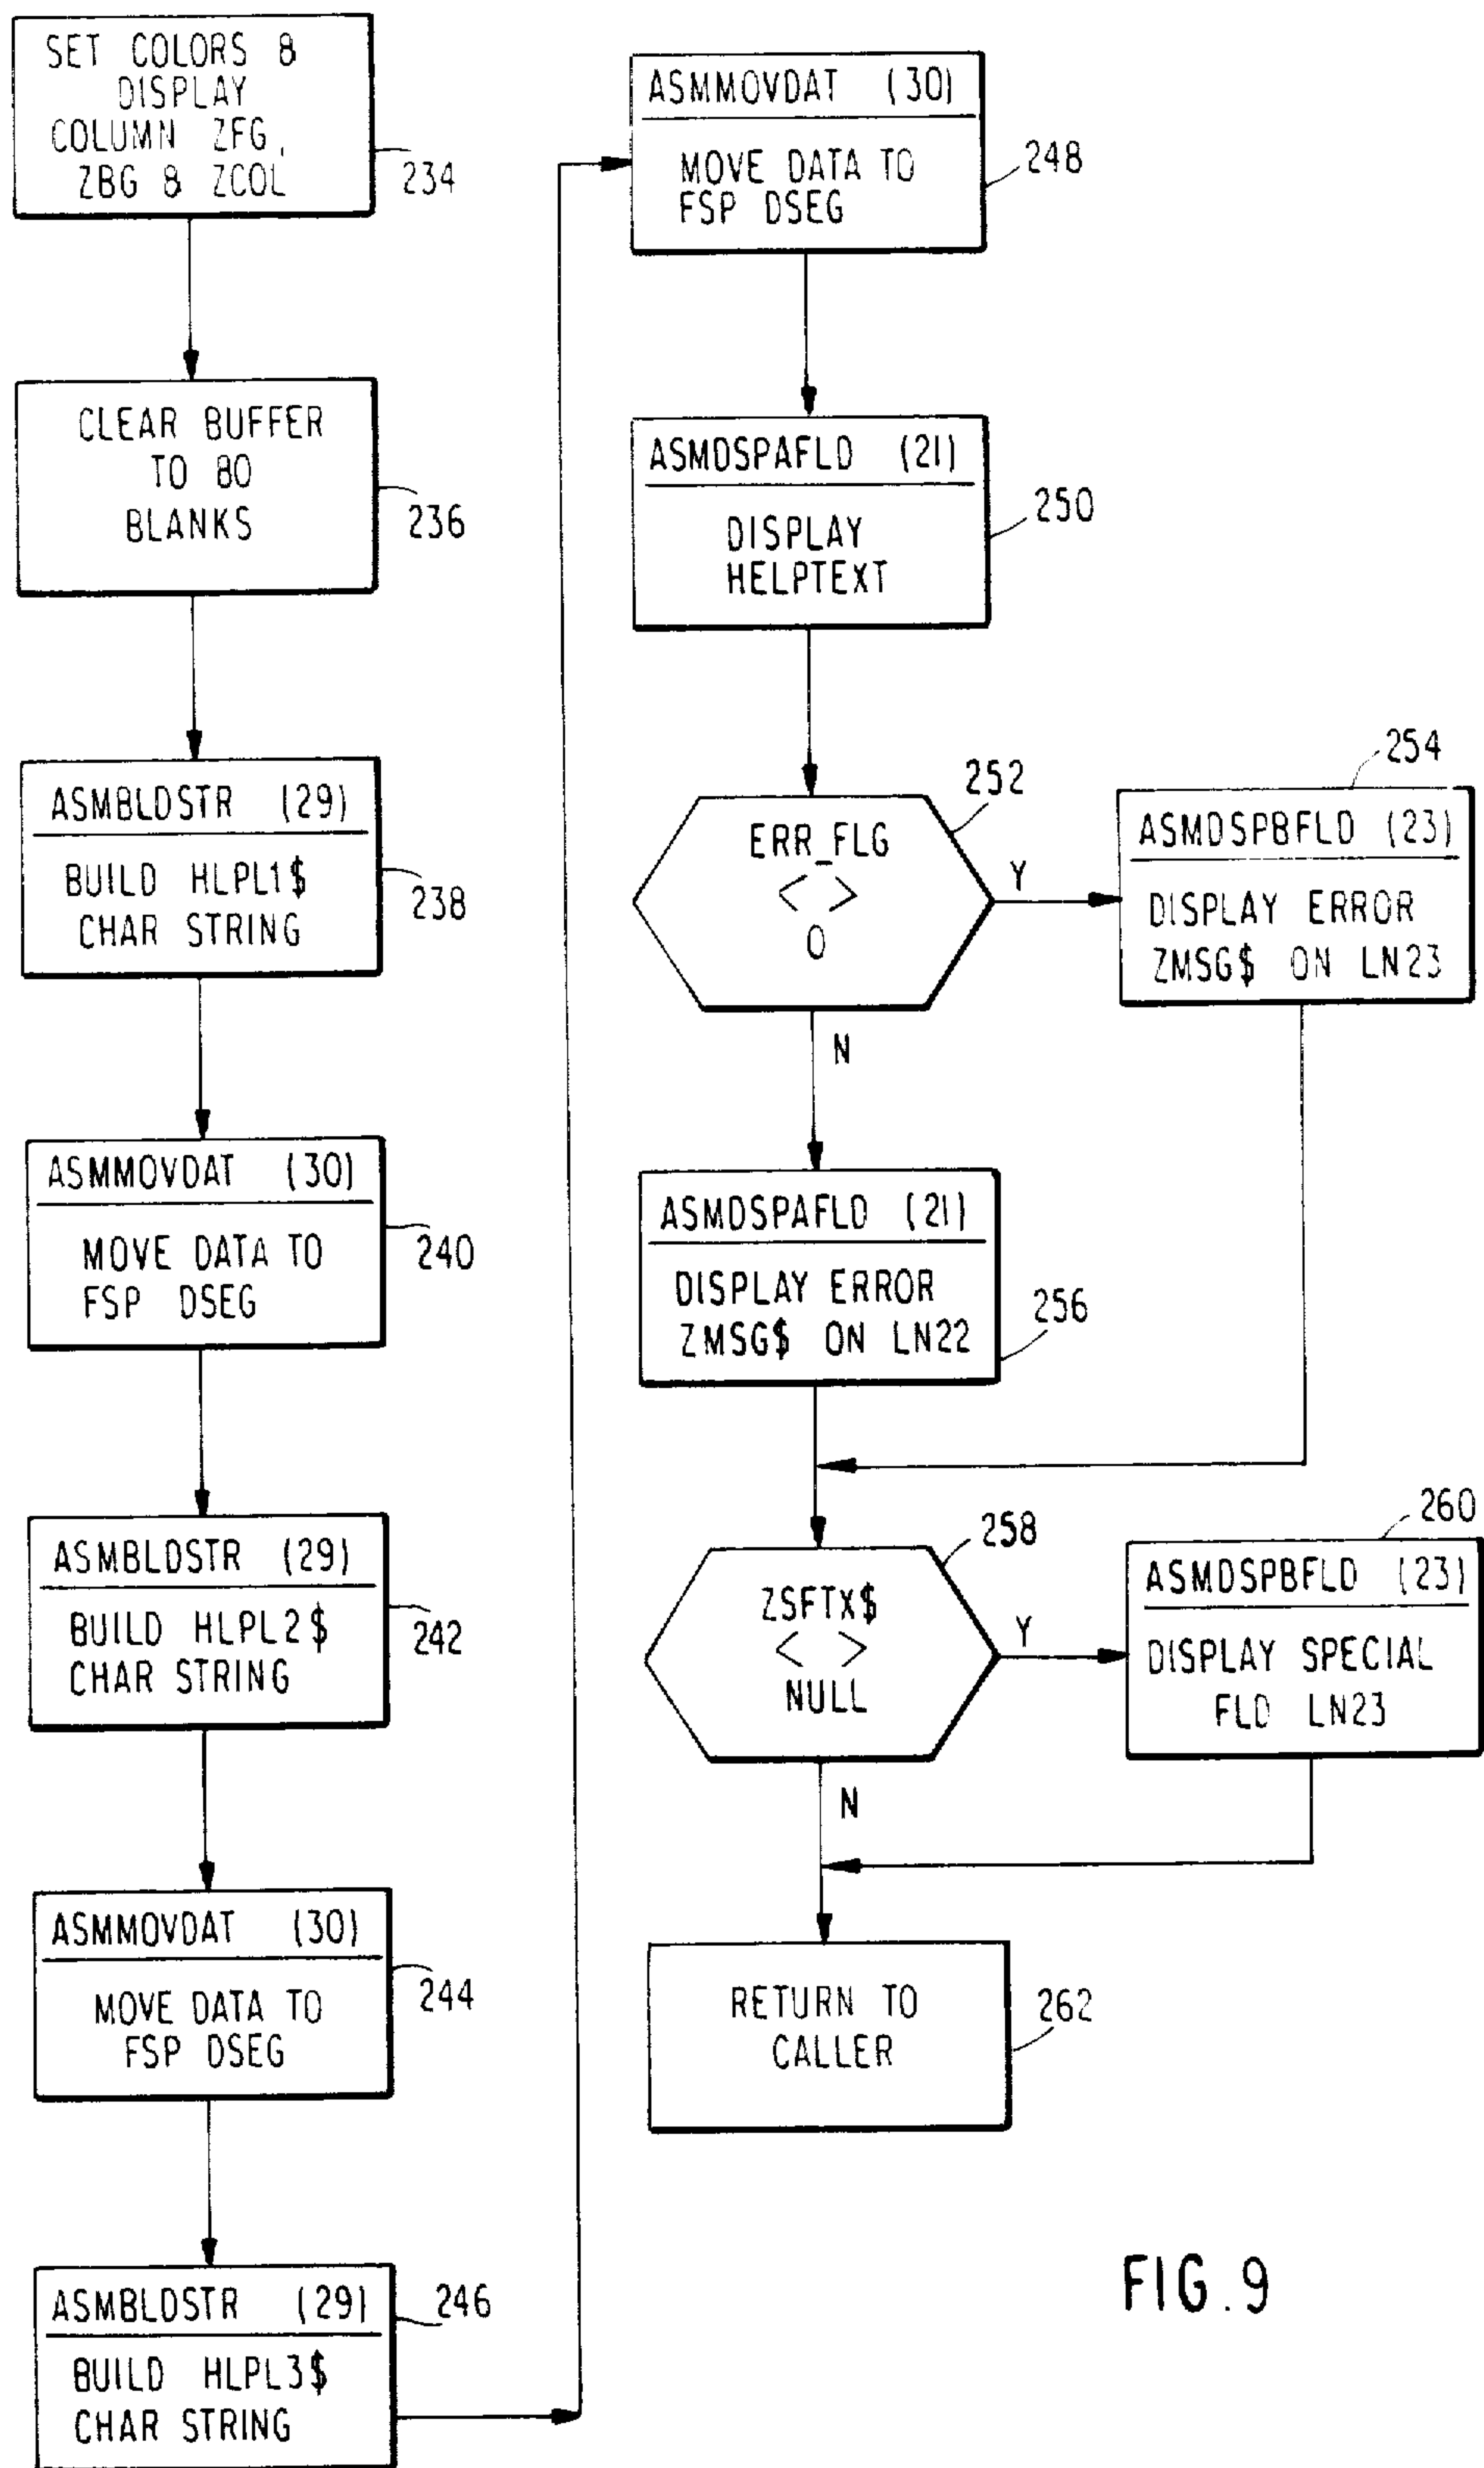 SET COLORS &
DISPLAY
COLUMN ZFG,
ZBG & ZCOL
234
CLEAR BUFFER
TO 80
BLANKS
236
ASMBLDSTR (29)
BUILD HLPL1$
CHAR STRING
238
ASMMOVDAT (30)
MOVE DATA TO
FSP DSEG
240
ASMBLDSTR (29)
BUILD HLPL2$
CHAR STRING
242
ASMMOVDAT (30)
MOVE DATA TO
FSP DSEG
244
ASMBLDSTR (29)
BUILD HLPL3$
CHAR STRING
246
ASMMOVDAT (30)
MOVE DATA TO
FSP DSEG
248
ASMDSPAFLD (21)
DISPLAY
HELPTEXT
250
ERR_FLG
< >
0
252
Y
N
ASMDSPBFLD (23)
DISPLAY ERROR
ZMSG$ ON LN23
254
ASMDSPAFLD (21)
DISPLAY ERROR
ZMSG$ ON LN22
256
ZSFTX$
< >
NULL
258
Y
N
ASMDSPBFLD (23)
DISPLAY SPECIAL
FLD LN23
260
RETURN TO
CALLER
262
FIG.9